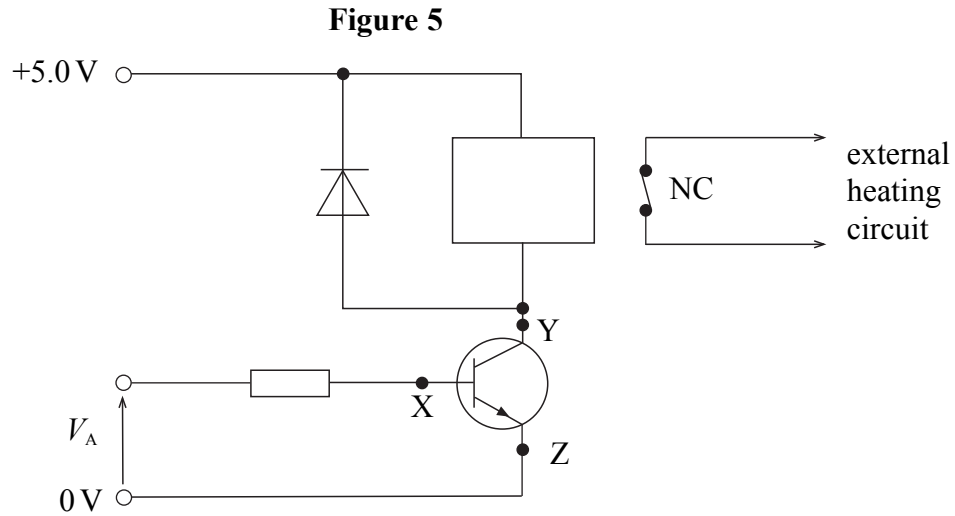 Figure 5
+5.0 V
NC
external
heating
circuit
Y
X
V_A
Z
0 V